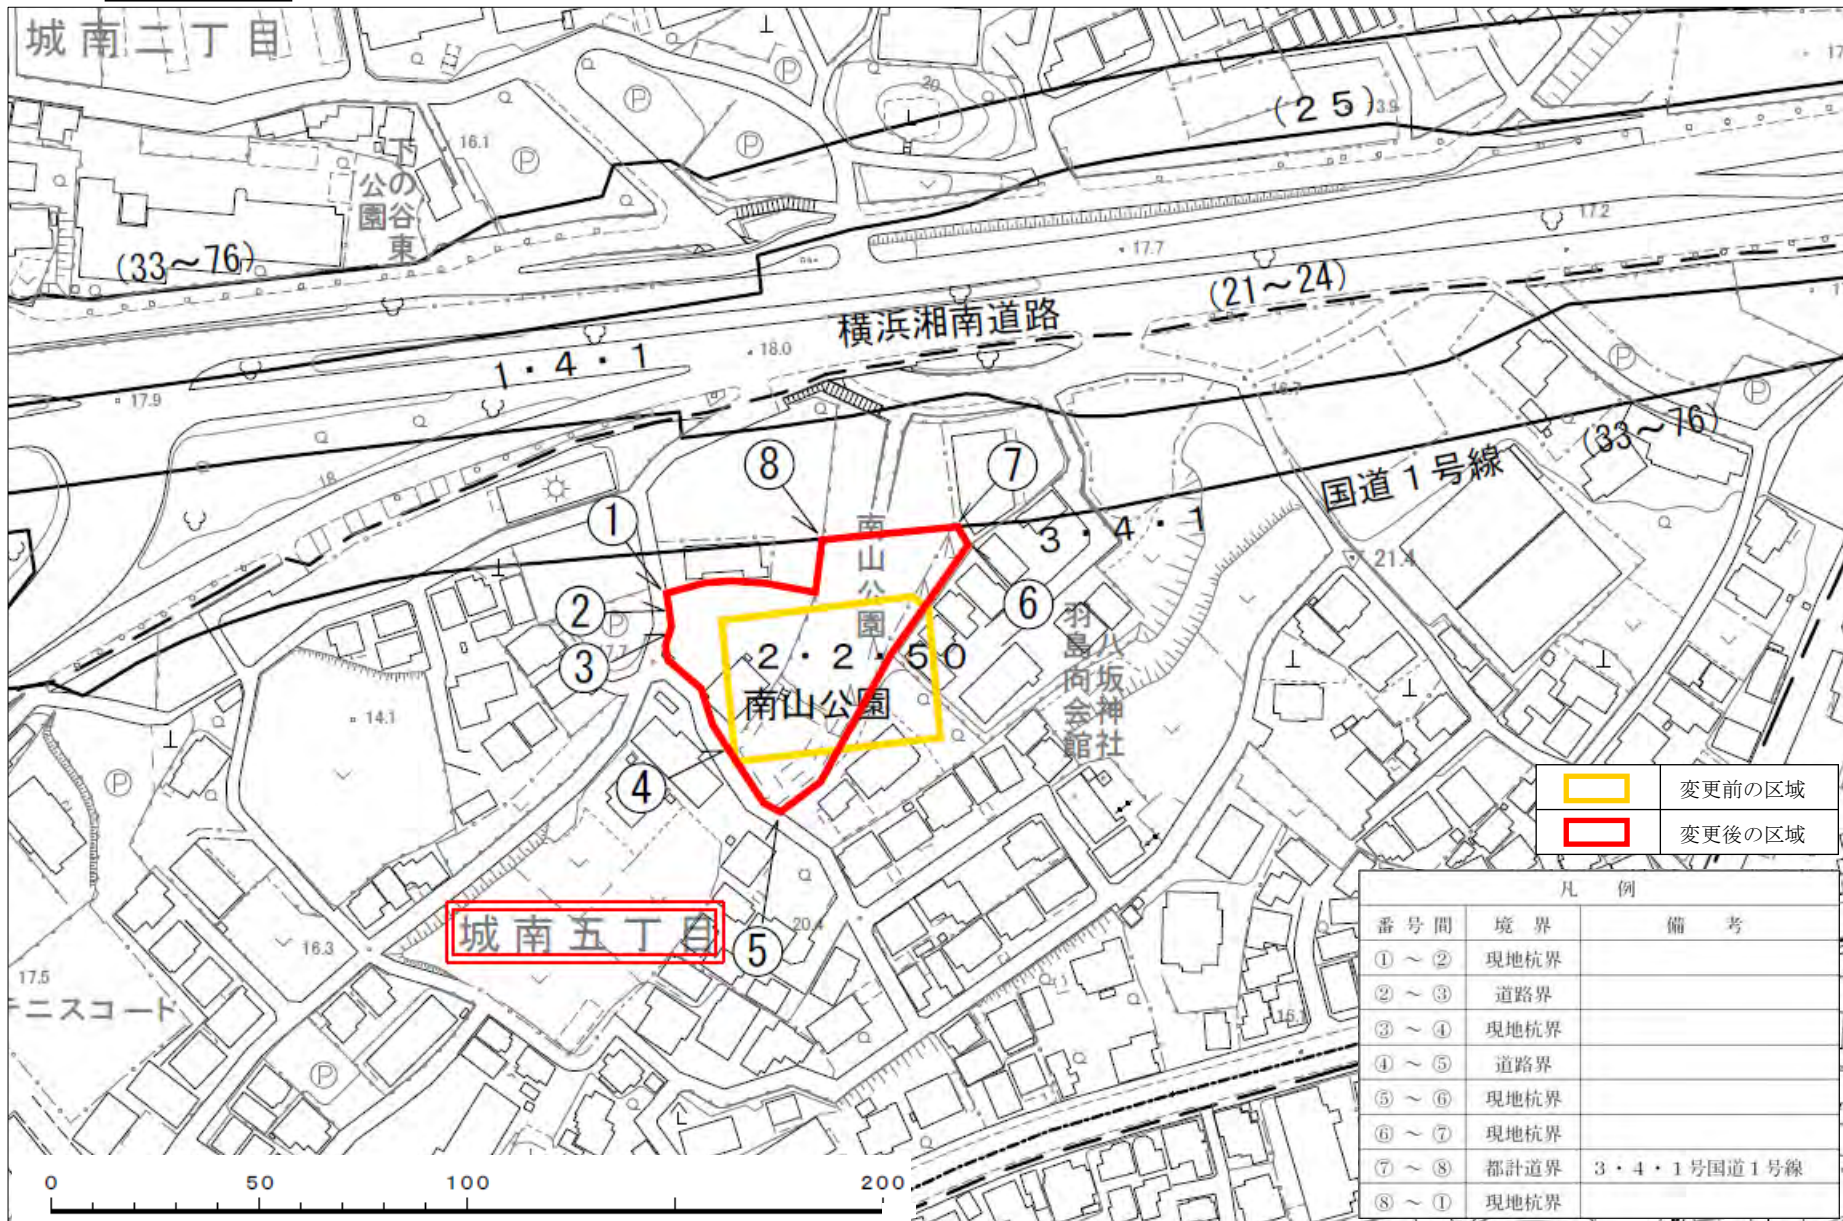 城南二丁目
下の谷東
公園
16.1
(33~76)
20
(25)
3.9
17.2
17.7
(21~24)
横浜湘南道路
1・4・1
18.0
17.9
18
16.7
(33~76)
国道1号線
3・4・1
21.4
⑧
⑦
①
②
③
④
⑤
⑥
南山公園
2・2・50
南山公園
八坂神社
羽鳥向会館
14.1
変更前の区域
変更後の区域
城南五丁目
20.4
16.3
17.5
テニスコート
16.1
凡 例
番号間 境界 備考
①～② 現地杭界
②～③ 道路界
③～④ 現地杭界
④～⑤ 道路界
⑤～⑥ 現地杭界
⑥～⑦ 現地杭界
⑦～⑧ 都計道界 3・4・1号国道1号線
⑧～① 現地杭界
0 50 100 200